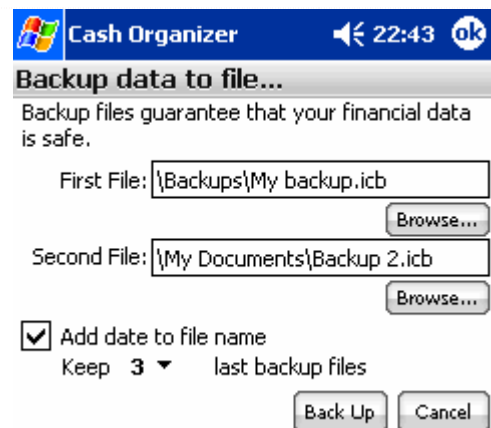 Cash Organizer 22:43 ok
Backup data to file...
Backup files guarantee that your financial data
is safe.
First File: \Backups\My backup.icb
Browse...
Second File: \My Documents\Backup 2.icb
Browse...
Add date to file name
Keep 3 last backup files
Back Up Cancel